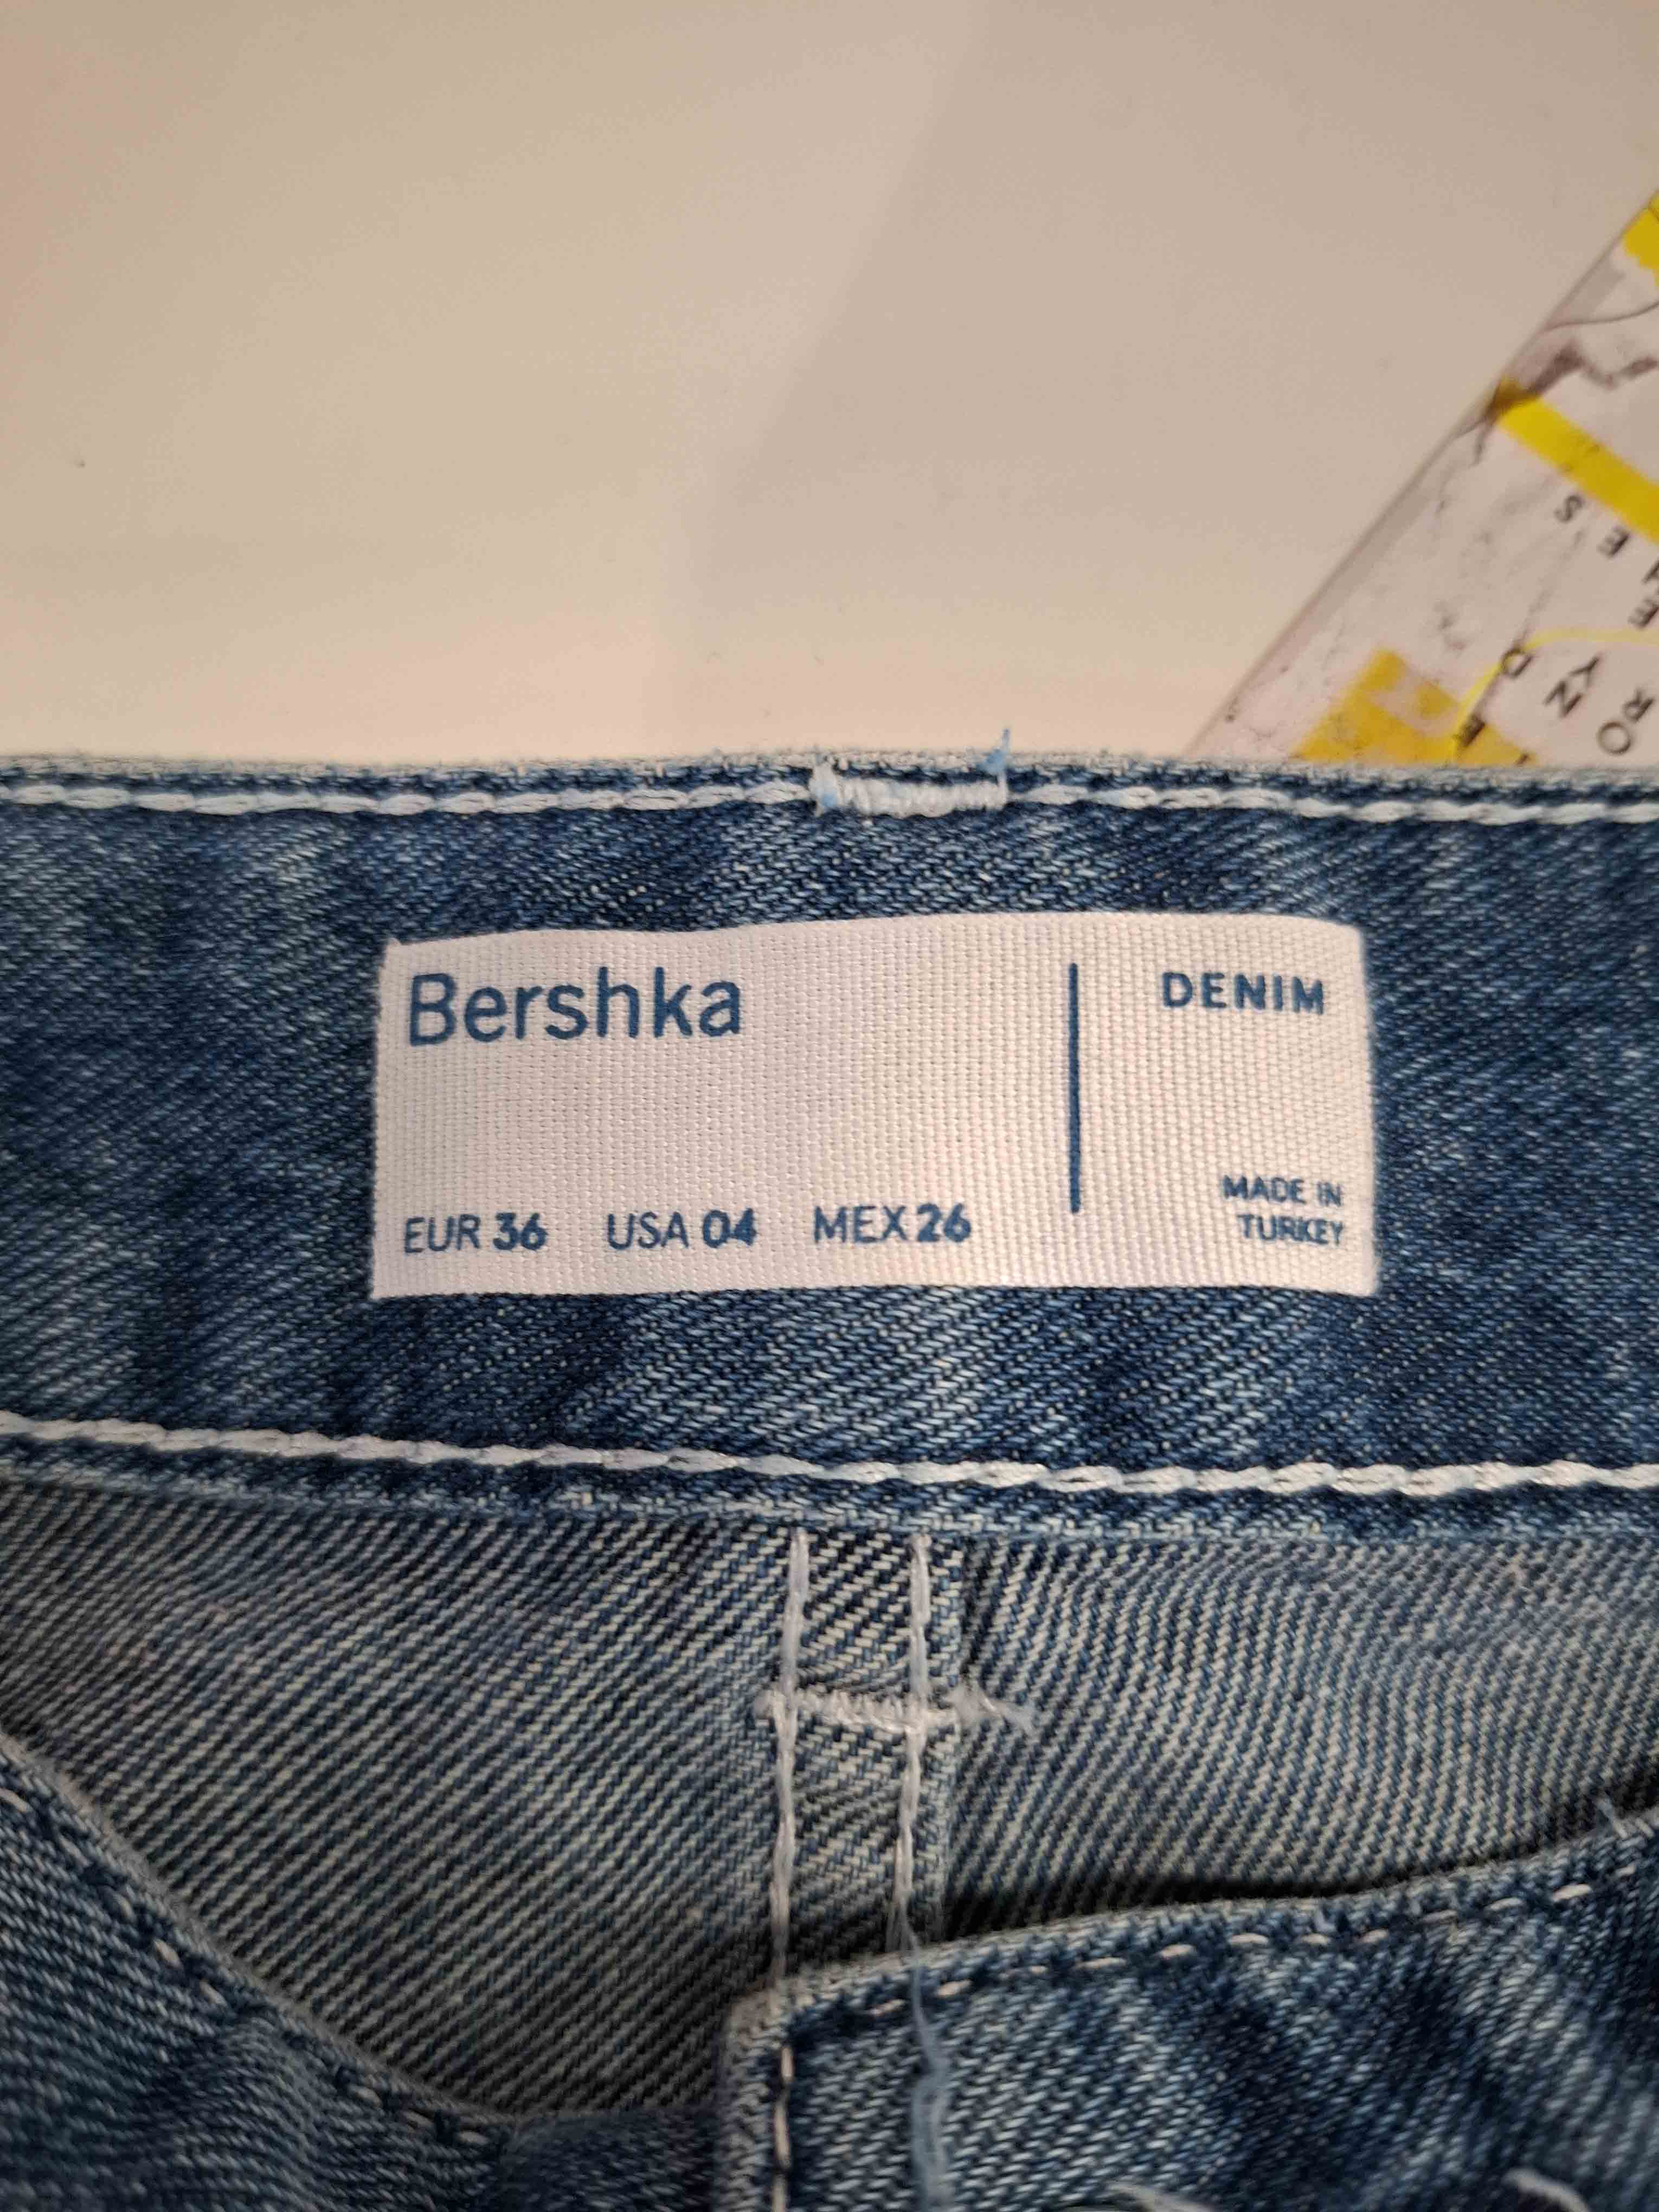 Bershka
DENIM
EUR 36 USA 04 MEX 26
MADE IN
TURKEY